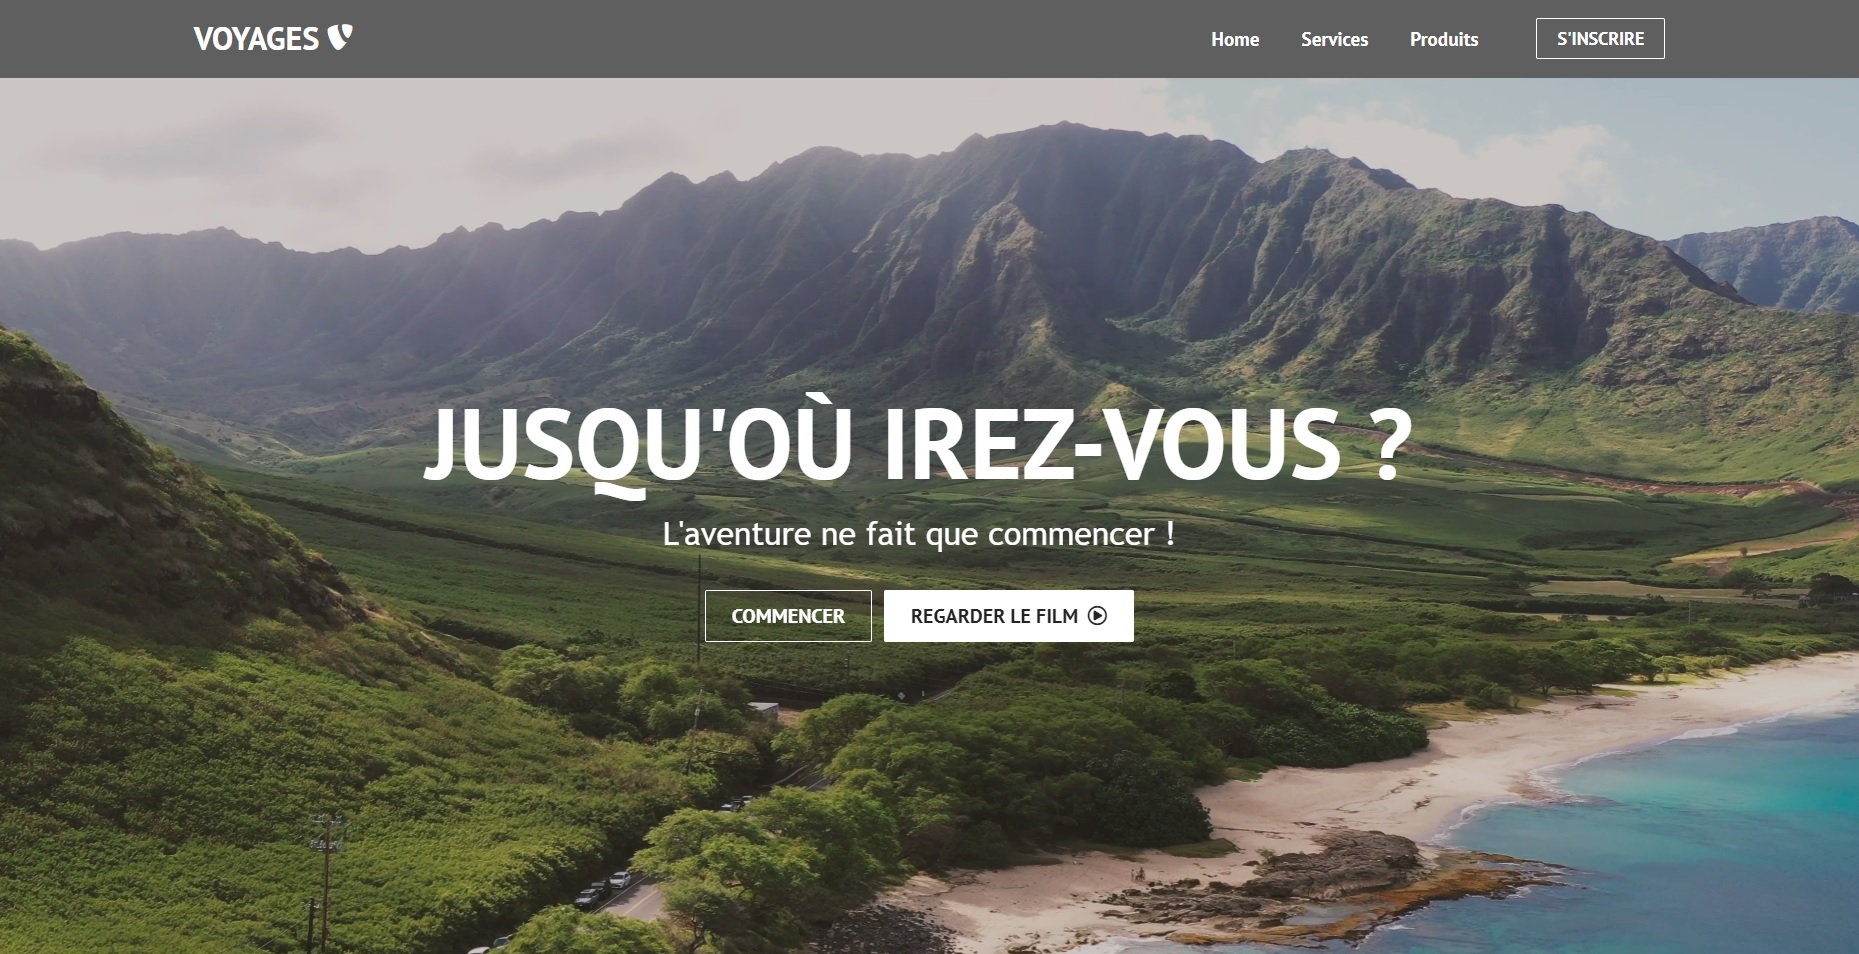 VOYAGES
Home Services Produits S'INSCRIRE
JUSQU'OÙ IREZ-VOUS ?
L'aventure ne fait que commencer !
COMMENCER REGARDER LE FILM